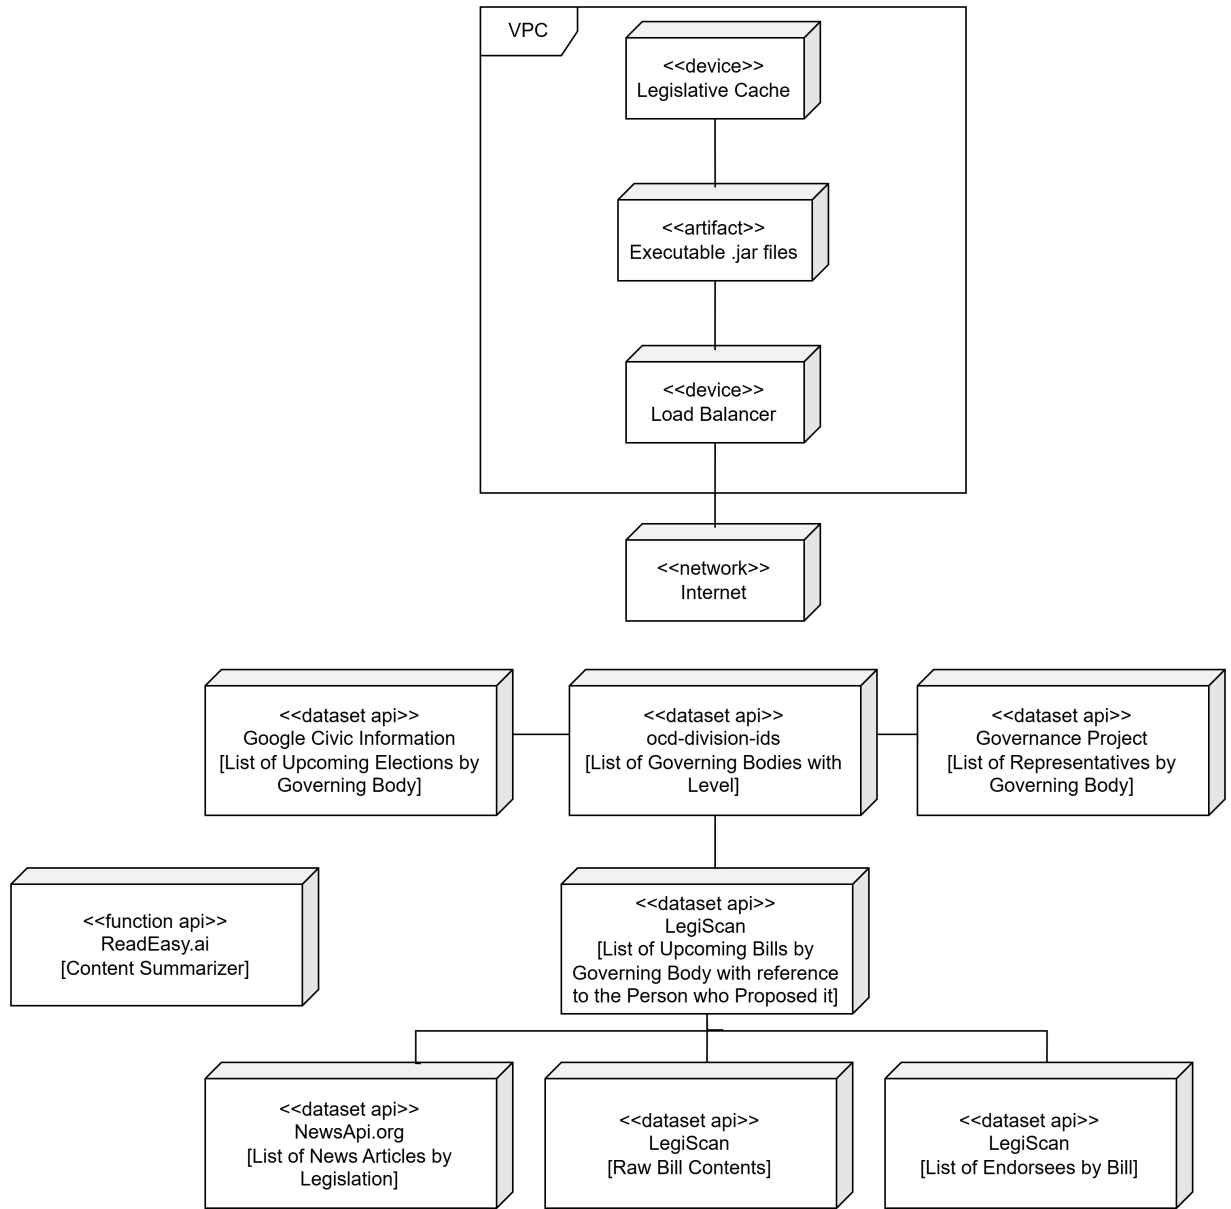 VPC
<<device>>
Legislative Cache
<<artifact>>
Executable .jar files
<<device>>
Load Balancer
<<network>>
Internet
<<dataset api>>
Google Civic Information
[List of Upcoming Elections by
Governing Body]
<<dataset api>>
ocd-division-ids
[List of Governing Bodies with
Level]
<<dataset api>>
Governance Project
[List of Representatives by
Governing Body]
<<function api>>
ReadEasy.ai
[Content Summarizer]
<<dataset api>>
LegiScan
[List of Upcoming Bills by
Governing Body with reference
to the Person who Proposed it]
<<dataset api>>
NewsApi.org
[List of News Articles by
Legislation]
<<dataset api>>
LegiScan
[Raw Bill Contents]
<<dataset api>>
LegiScan
[List of Endorsees by Bill]